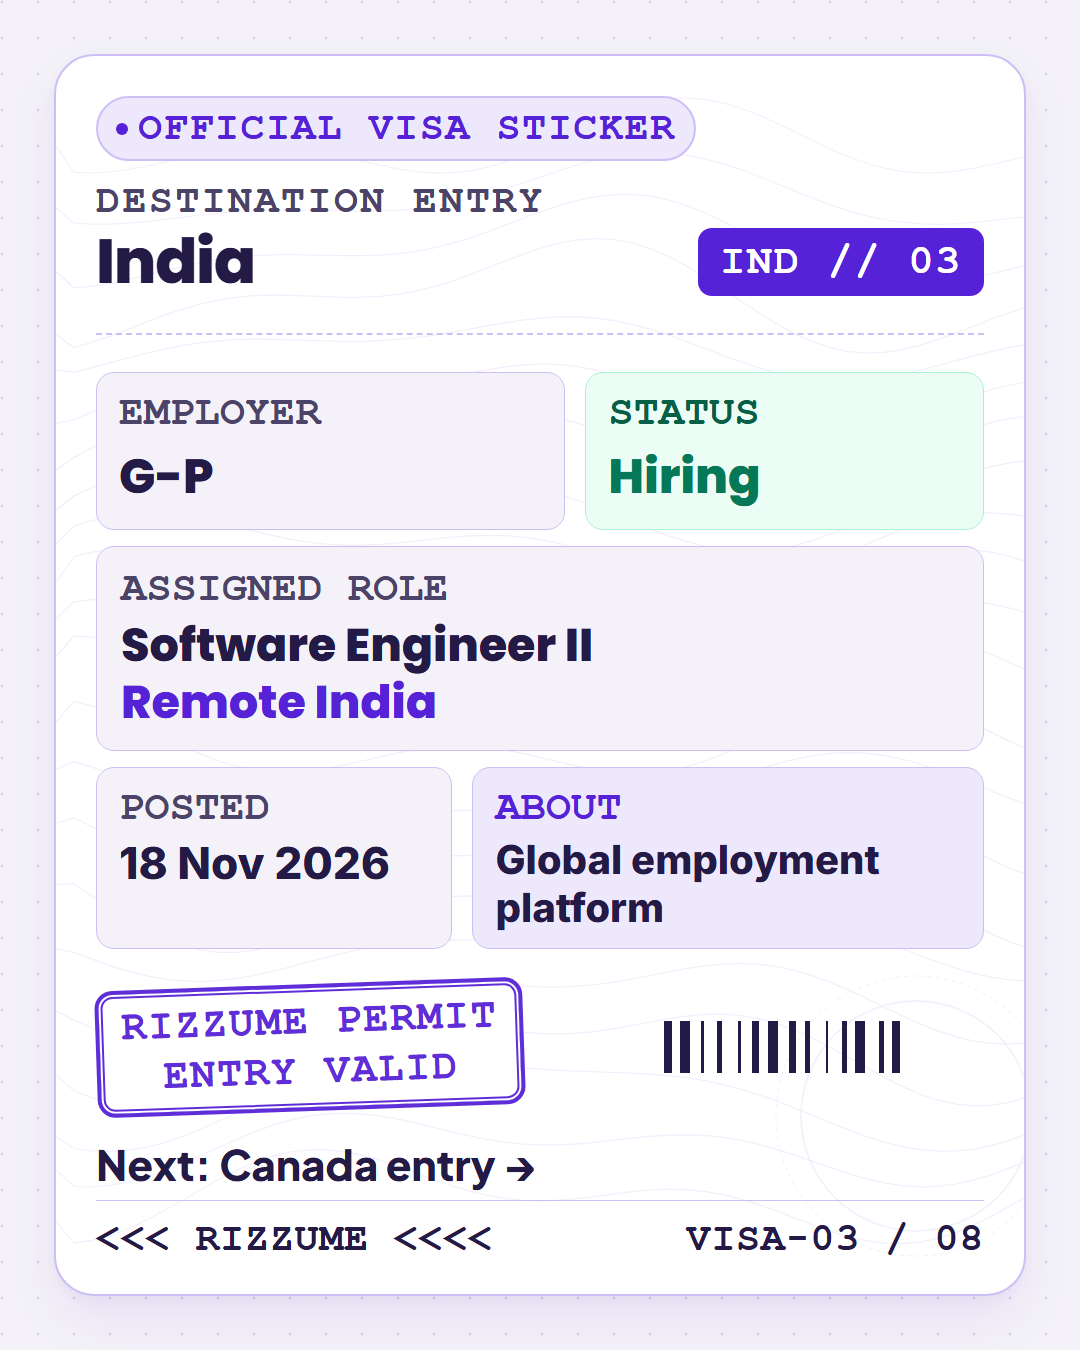 • OFFICIAL VISA STICKER
DESTINATION ENTRY
India
IND // 03
EMPLOYER
G-P
STATUS
Hiring
ASSIGNED ROLE
Software Engineer II
Remote India
POSTED
18 Nov 2026
ABOUT
Global employment
platform
RIZZUME PERMIT
ENTRY VALID
Next: Canada entry →
<<< RIZZUME <<<<
VISA-03 / 08